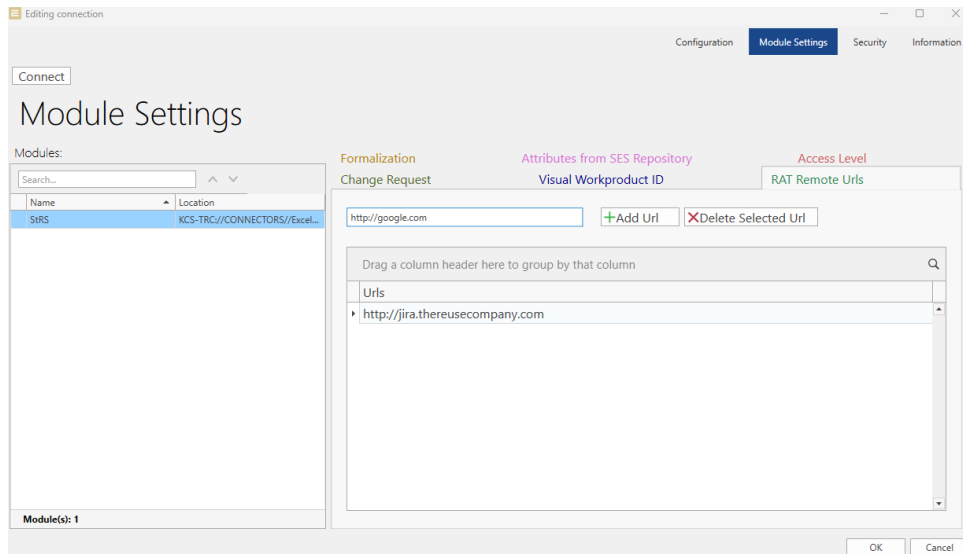 Editing connection
Configuration Module Settings Security Information
Connect
Module Settings
Modules:
Search...
Name Location
StRS KCS-TRC://CONNECTORS//Excel...
Module(s): 1
Formalization Attributes from SES Repository Access Level
Change Request Visual Workproduct ID RAT Remote Urls
http://google.com Add Url Delete Selected Url
Drag a column header here to group by that column
Urls
http://jira.thereusecompany.com
OK Cancel